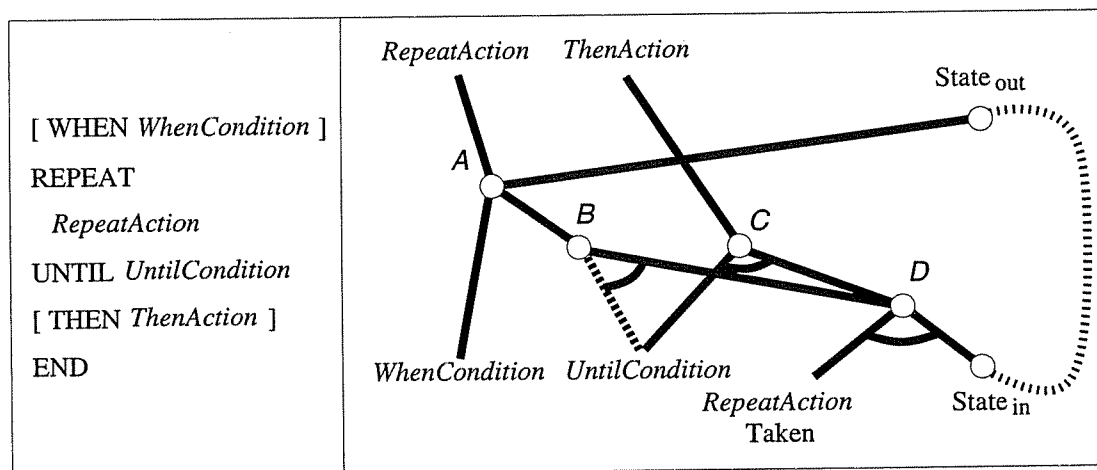 [ WHEN WhenCondition ]
REPEAT
RepeatAction
UNTIL UntilCondition
[ THEN ThenAction ]
END
RepeatAction
ThenAction
State out
A
B
C
D
WhenCondition
UntilCondition
RepeatAction
Taken
State in